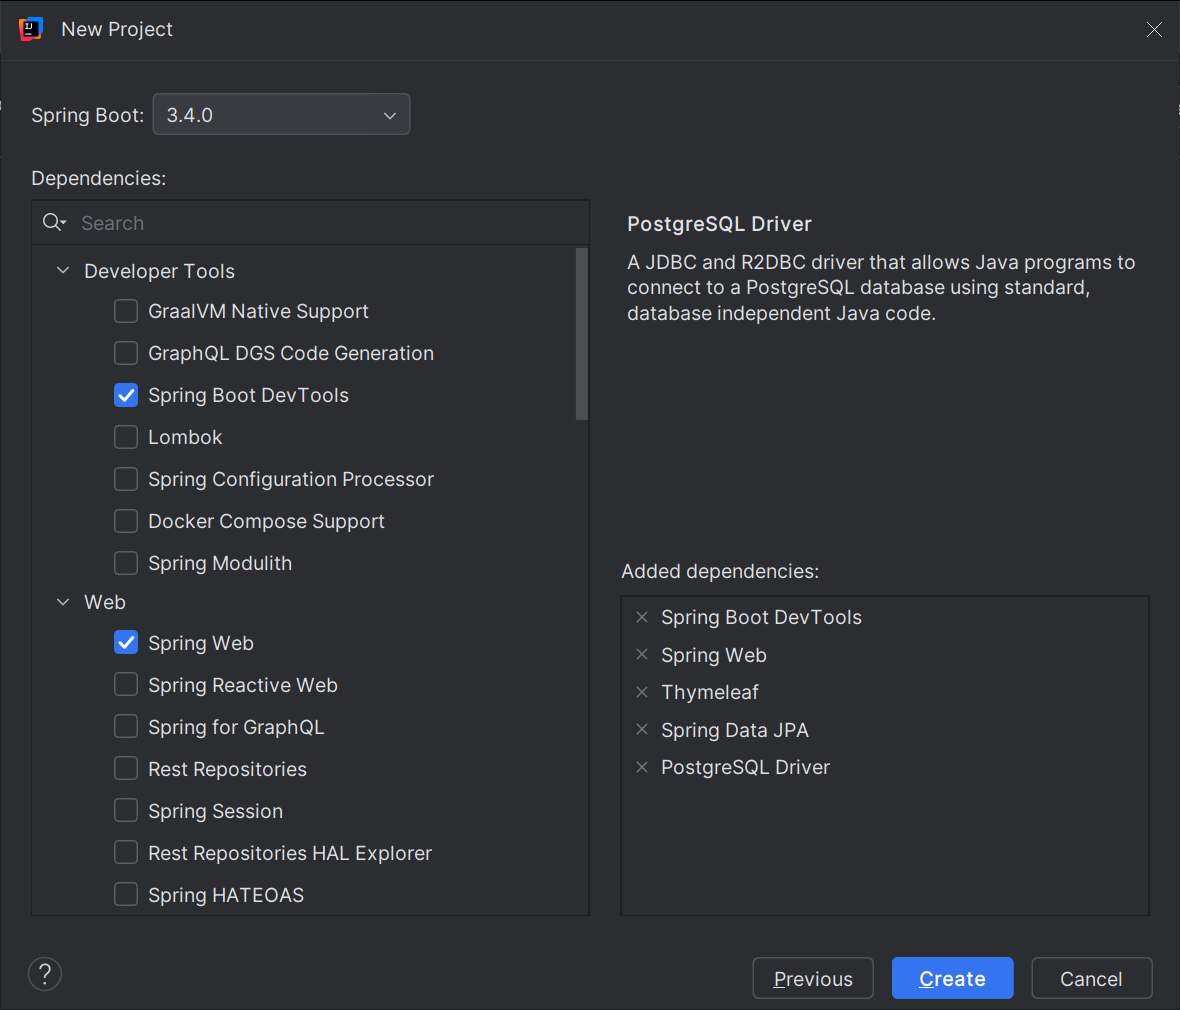 New Project
Spring Boot: 3.4.0
Dependencies:
Search
Developer Tools
GraalVM Native Support
GraphQL DGS Code Generation
Spring Boot DevTools
Lombok
Spring Configuration Processor
Docker Compose Support
Spring Modulith
Web
Spring Web
Spring Reactive Web
Spring for GraphQL
Rest Repositories
Spring Session
Rest Repositories HAL Explorer
Spring HATEOAS
PostgreSQL Driver
A JDBC and R2DBC driver that allows Java programs to
connect to a PostgreSQL database using standard,
database independent Java code.
Added dependencies:
Spring Boot DevTools
Spring Web
Thymeleaf
Spring Data JPA
PostgreSQL Driver
?
Previous
Create
Cancel